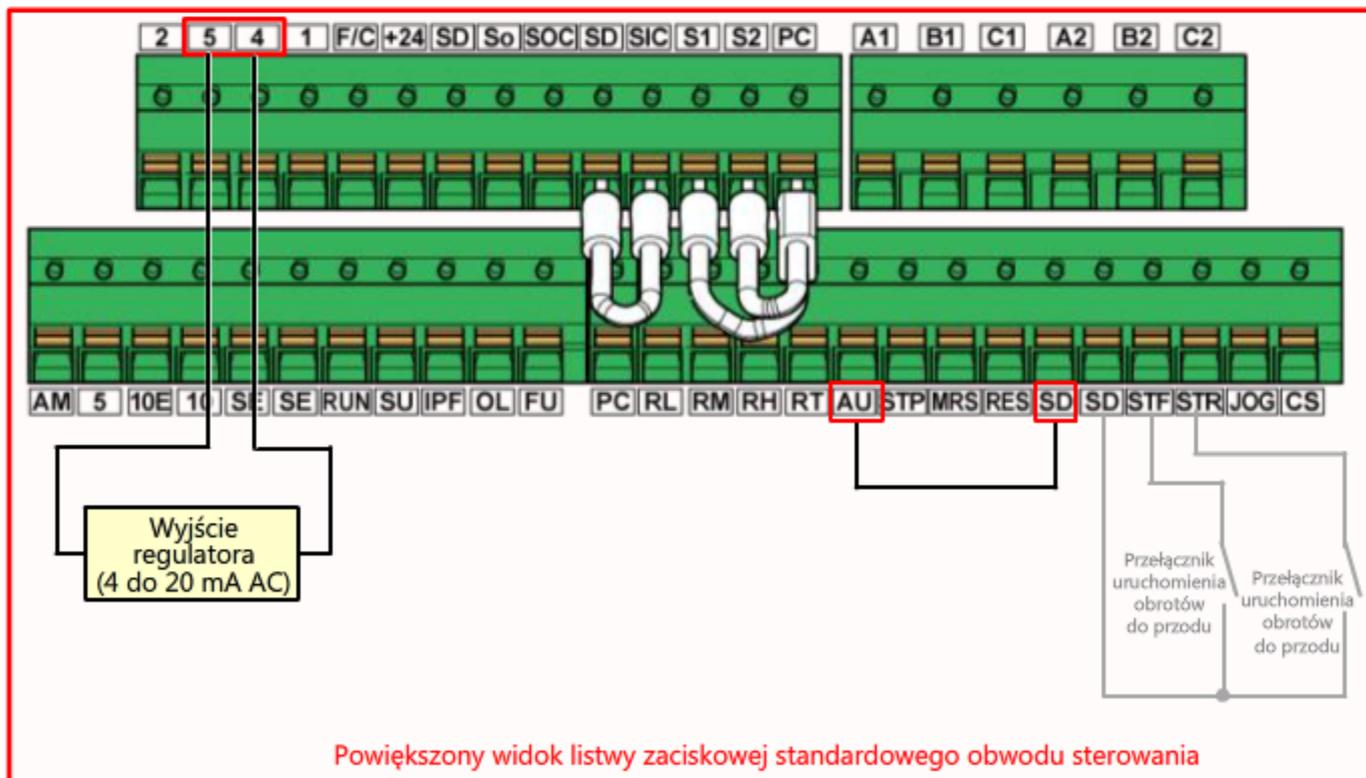 2 5 4 1 F/C +24 SD So SOC SD SIC S1 S2 PC A1 B1 C1 A2 B2 C2
AM 5 10E 10 SE SE RUN SU IPF OL FU PC RL RM RH RT AU STP MRS RES SD SD STF STR JOG CS
Wyjście
regulatora
(4 do 20 mA AC)
Przełącznik
uruchomienia
obrotów
do przodu
Przełącznik
uruchomienia
obrotów
do przodu
Powiększony widok listwy zaciskowej standardowego obwodu sterowania